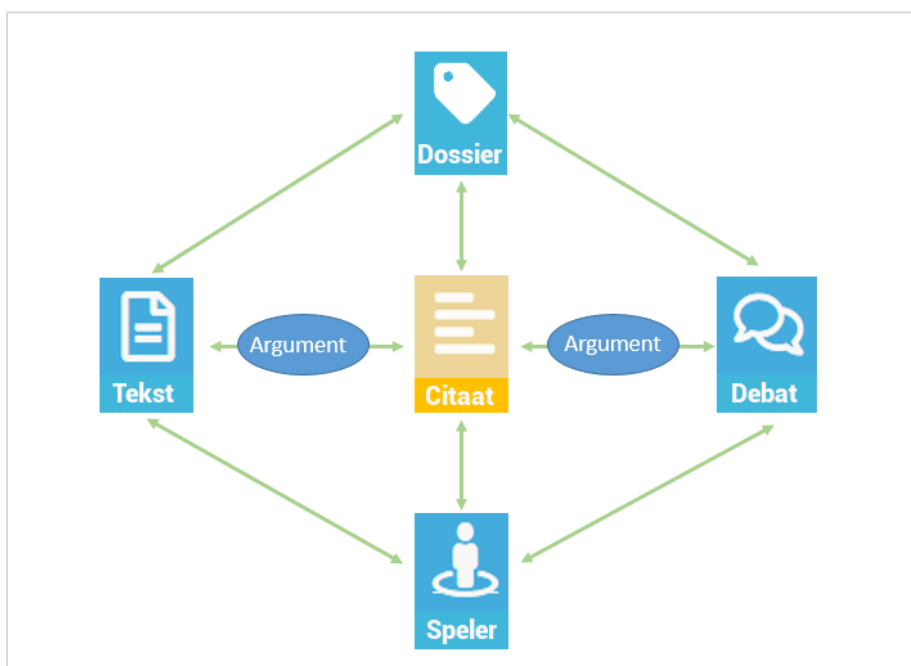 Dossier
Argument
Argument
Tekst
Citaat
Debat
Speler